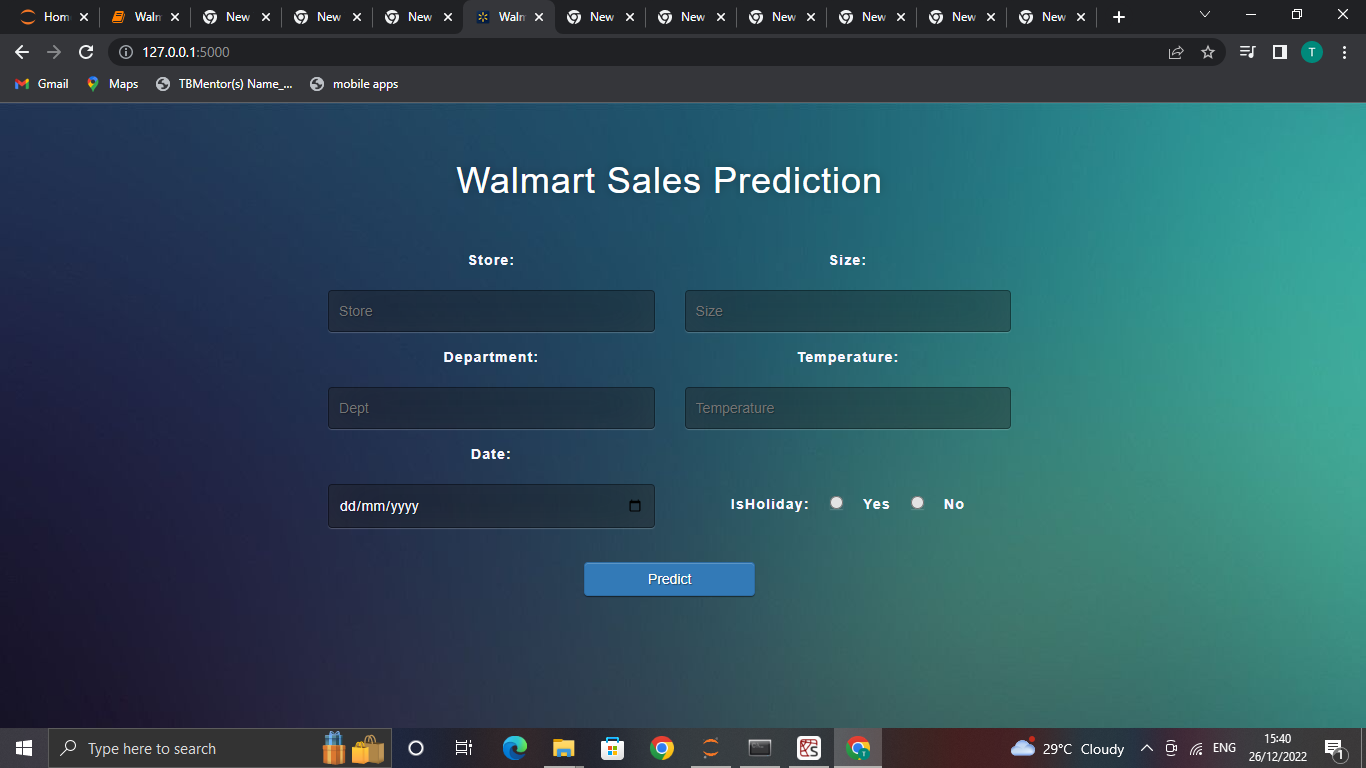 Hom Walm New New New Walm New New New New New New
127.0.0.1:5000
T
Gmail Maps TBMentor(s) Name_... mobile apps
Walmart Sales Prediction
Store: Size:
Store Size
Department: Temperature:
Dept Temperature
Date:
dd/mm/yyyy IsHoliday: Yes No
Predict
Type here to search 29°C Cloudy ENG 15:40
26/12/2022 1